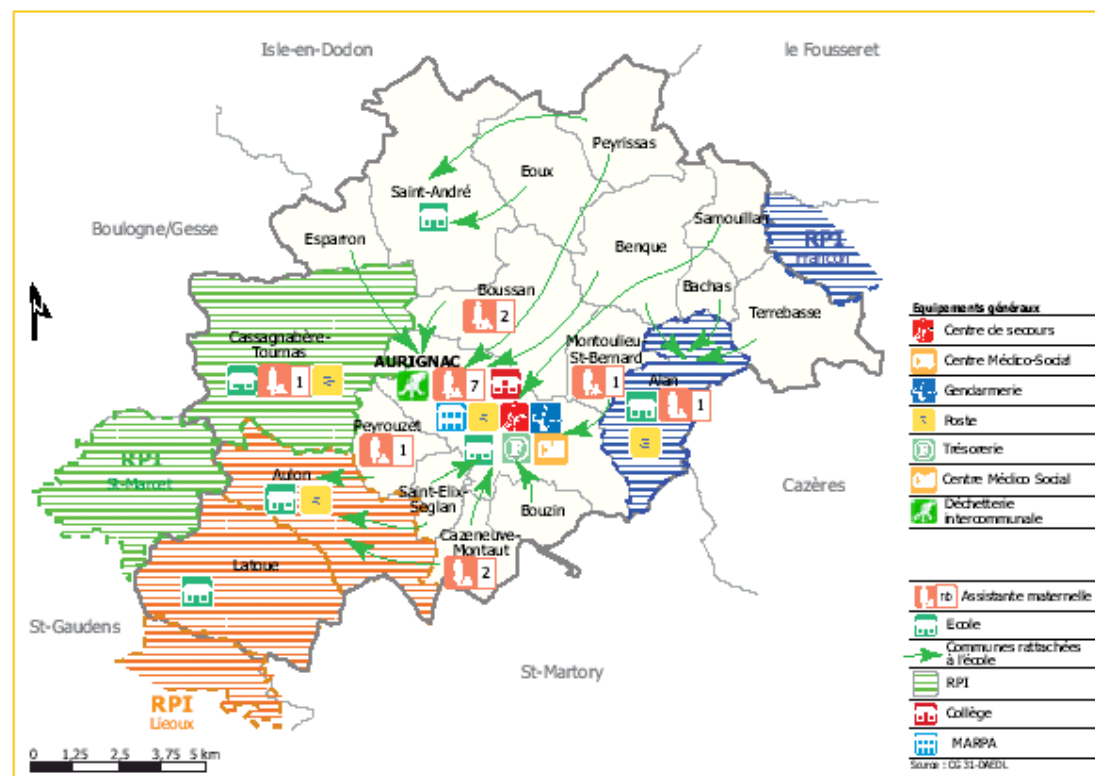 Isle-en-Dodon
le Fousseret
Peyrissas
Eoux
Saint-André
Samouillan
Boulogne/Gesse
Esparron
Benque
RPI
Francon
Bachas
Boussan
2
Terrebasse
Cassagnabère-
Tournas
1
AURIGNAC
7
Montoulieu-
St-Bernard
1
Alan
1
Peyrouzet
1
RPI
St-Marcet
Aulon
Saint-Elix-
Seglan
Bouzin
Cazères
Cazeneuve-
Montaut
2
Latoue
St-Gaudens
St-Martory
RPI
Lieoux
0 1,25 2,5 3,75 5 km
Equipements généraux
Centre de secours
Centre Médico-Social
Gendarmerie
Poste
Trésorerie
Centre Médico Social
Déchetterie
intercommunale
nb Assistante maternelle
Ecole
Communes rattachées
à l'école
RPI
Collège
MARPA
Source : CG 31-DAEDL